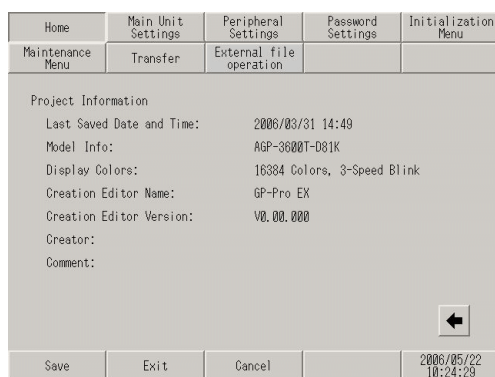 Home
Main Unit
Settings
Peripheral
Settings
Password
Settings
Initialization
Menu
Maintenance
Menu
Transfer
External file
operation
Project Information
Last Saved Date and Time: 2006/03/31 14:49
Model Info: AGP-3600T-D81K
Display Colors: 16384 Colors, 3-Speed Blink
Creation Editor Name: GP-Pro EX
Creation Editor Version: V0.00.000
Creator:
Comment:
Save
Exit
Cancel
2006/05/22
10:24:29